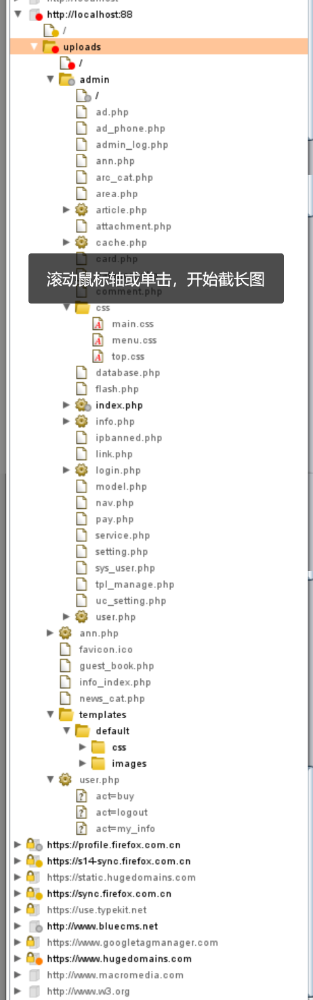 http://localhost:88
/
uploads
/
admin
/
ad.php
ad_phone.php
admin_log.php
ann.php
arc_cat.php
area.php
article.php
attachment.php
cache.php
card.php
滚动鼠标轴或单击，开始截长图
comment.php
css
main.css
menu.css
top.css
database.php
flash.php
index.php
info.php
ipbanned.php
link.php
login.php
model.php
nav.php
pay.php
service.php
setting.php
sys_user.php
tpl_manage.php
uc_setting.php
user.php
ann.php
favicon.ico
guest_book.php
info_index.php
news_cat.php
templates
default
css
images
user.php
act=buy
act=logout
act=my_info
https://profile.firefox.com.cn
https://s14-sync.firefox.com.cn
https://static.hugedomains.com
https://sync.firefox.com.cn
https://use.typekit.net
http://www.bluecms.net
https://www.googletagmanager.com
https://www.hugedomains.com
http://www.macromedia.com
http://www.w3.org